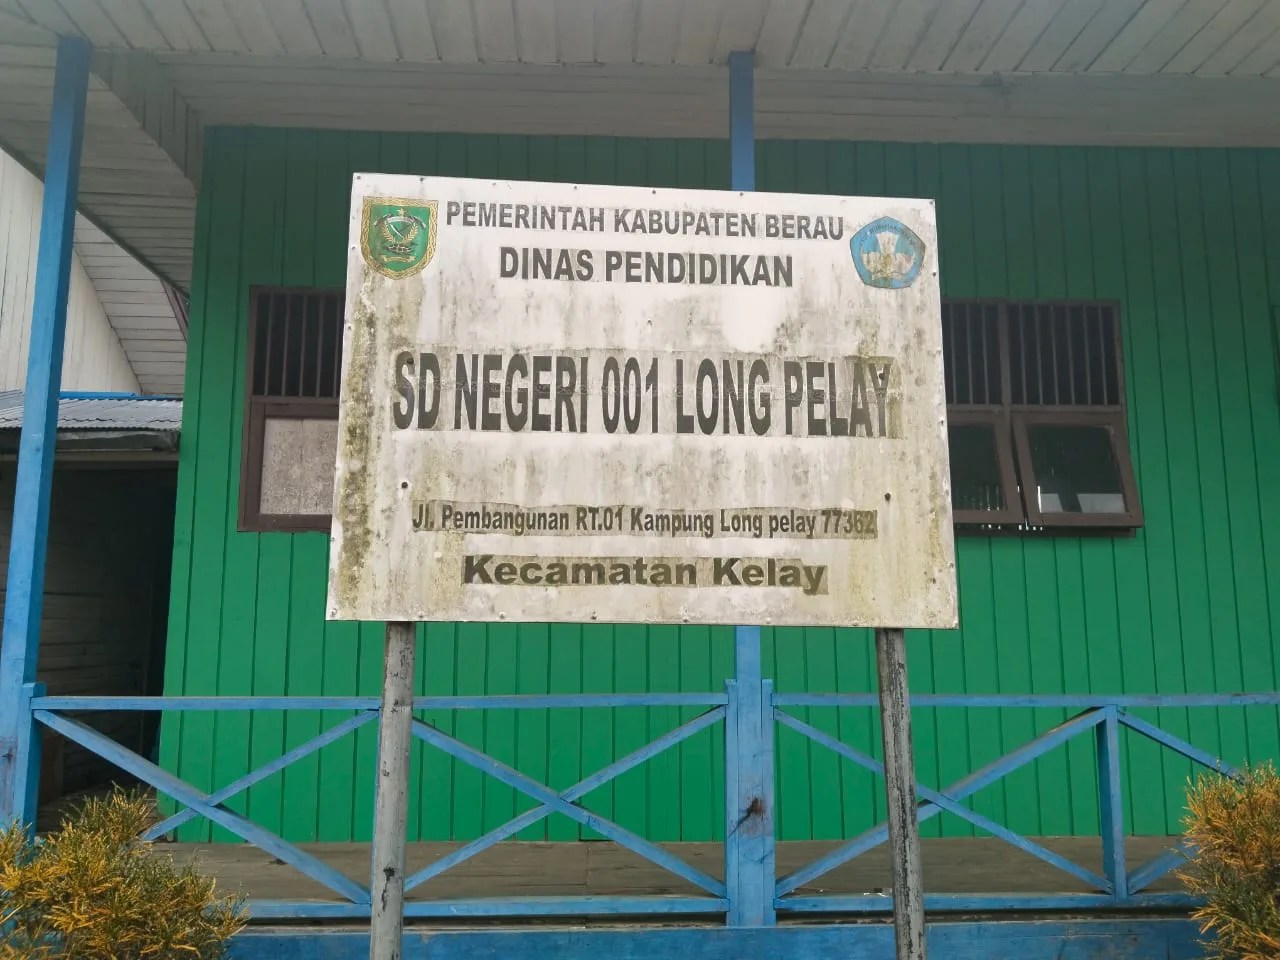 PEMERINTAH KABUPATEN BERAU
DINAS PENDIDIKAN
SD NEGERI 001 LONG PELAY
Jl. Pembangunan RT.01 Kampung Long pelay 77362
Kecamatan Kelay